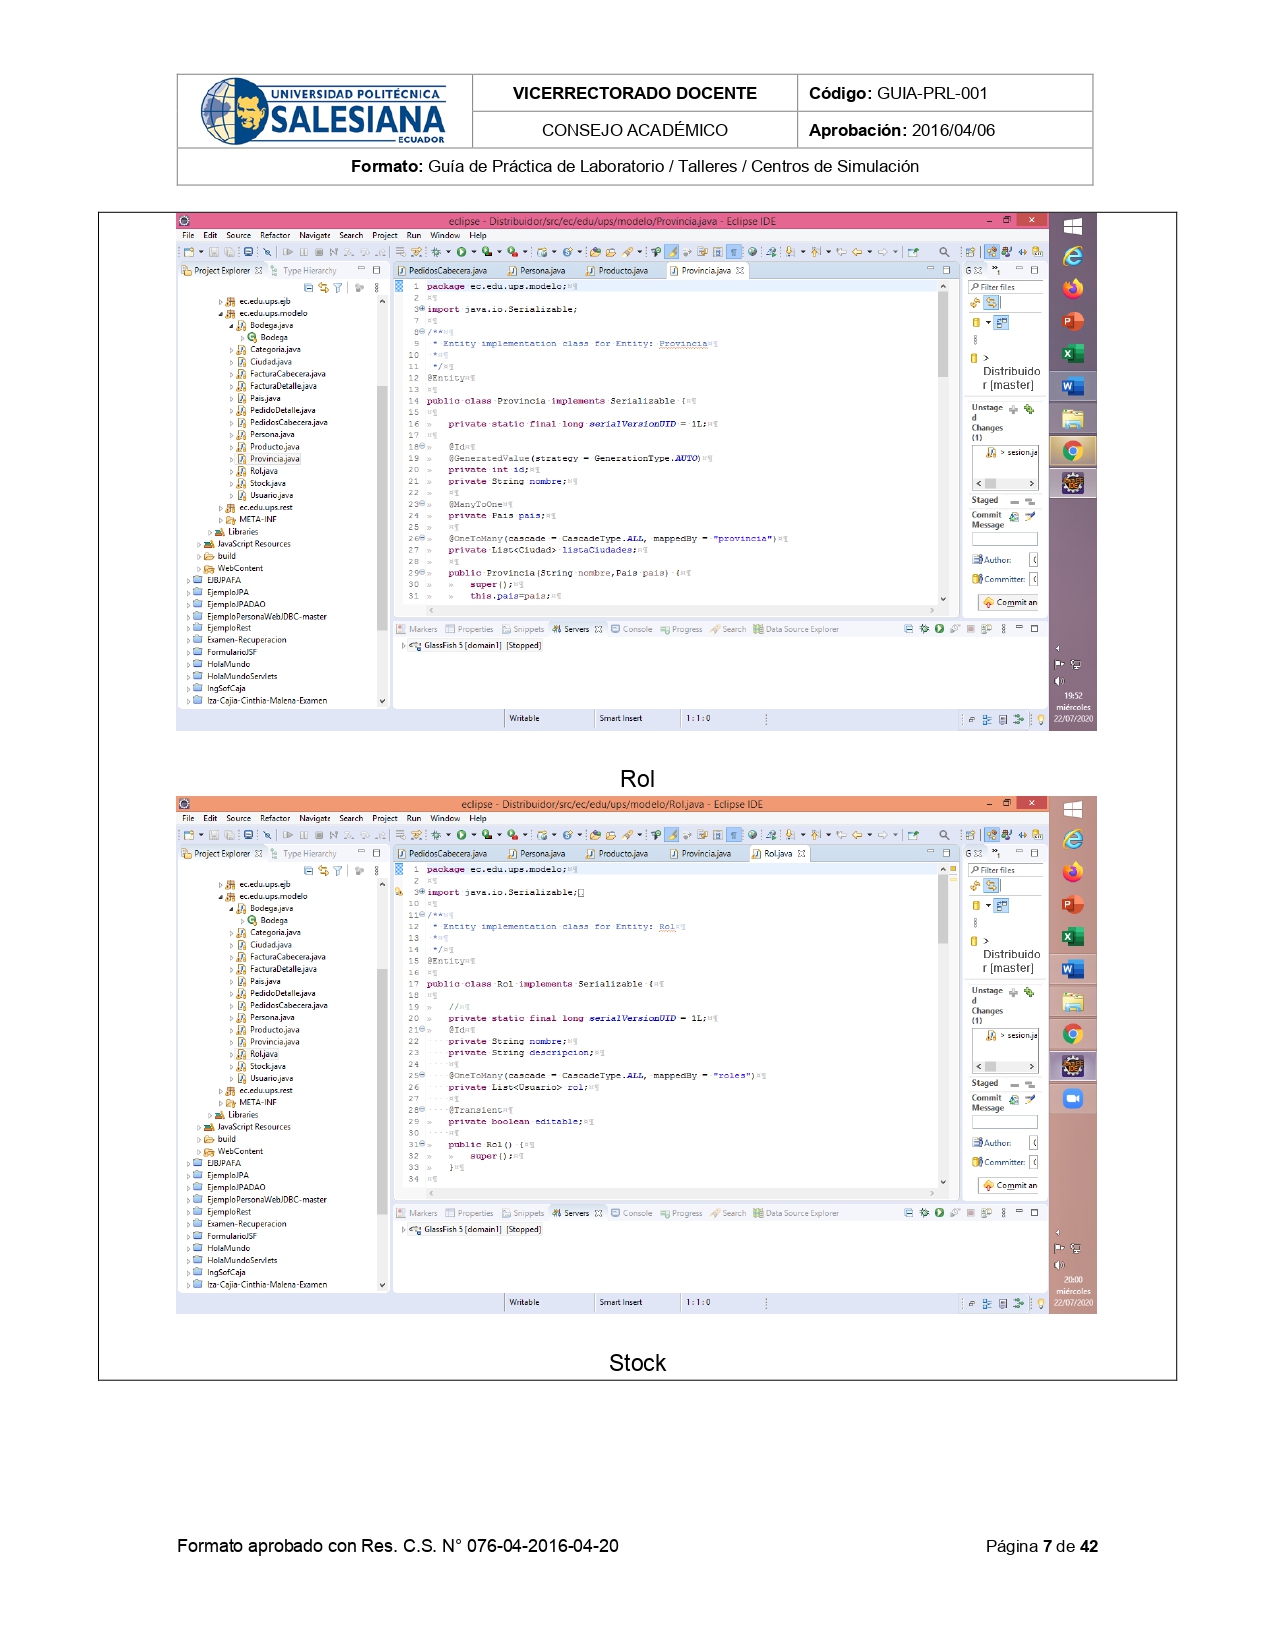 UNIVERSIDAD POLITÉCNICA
SALESIANA
ECUADOR
VICERRECTORADO DOCENTE
Código: GUIA-PRL-001
CONSEJO ACADÉMICO
Aprobación: 2016/04/06
Formato: Guía de Práctica de Laboratorio / Talleres / Centros de Simulación
eclipse - Distribuidor/src/ec/edu/ups/modelo/Provincia.java - Eclipse IDE
File Edit Source Refactor Navigate Search Project Run Window Help
Project Explorer Type Hierarchy
ec.edu.ups.ejb
ec.edu.ups.modelo
Bodega.java
Bodega
Categoria.java
Ciudad.java
FacturaCabecera.java
FacturaDetalle.java
Pais.java
PedidoDetalle.java
PedidosCabecera.java
Persona.java
Producto.java
Provincia.java
Rol.java
Stock.java
Usuario.java
ec.edu.ups.rest
META-INF
Libraries
JavaScript Resources
build
WebContent
EJBJPAFA
EjemploJPA
EjemploJPADAO
EjemploPersonaWebJDBC-master
EjemploRest
Examen-Recuperacion
FormularioJSF
HolaMundo
HolaMundoServlets
IngSofCaja
Iza-Cajia-Cinthia-Malena-Examen
PedidosCabecera.java Persona.java Producto.java Provincia.java
1 package ec.edu.ups.modelo;
2
3 import java.io.Serializable;
7
8 /**
9 * Entity implementation class for Entity: Provincia
10 *
11 */
12 @Entity
13
14 public class Provincia implements Serializable {
15
16 private static final long serialVersionUID = 1L;
17
18 @Id
19 @GeneratedValue(strategy = GenerationType.AUTO)
20 private int id;
21 private String nombre;
22
23 @ManyToOne
24 private Pais pais;
25
26 @OneToMany(cascade = CascadeType.ALL, mappedBy = "provincia")
27 private List<Ciudad> listaCiudades;
28
29 public Provincia(String nombre,Pais pais) {
30 super();
31 this.pais=pais;
Markers Properties Snippets Servers Console Progress Search Data Source Explorer
GlassFish 5 [domain1] [Stopped]
Writable Smart Insert 1 : 1 : 0
Filter files
>
Distribuido
r [master]
Unstage
d
Changes
(1)
> sesion.ja
Staged
Commit
Message
Author:
Committer:
Commit an
19:52
miércoles
22/07/2020
Rol
eclipse - Distribuidor/src/ec/edu/ups/modelo/Rol.java - Eclipse IDE
File Edit Source Refactor Navigate Search Project Run Window Help
Project Explorer Type Hierarchy
ec.edu.ups.ejb
ec.edu.ups.modelo
Bodega.java
Bodega
Categoria.java
Ciudad.java
FacturaCabecera.java
FacturaDetalle.java
Pais.java
PedidoDetalle.java
PedidosCabecera.java
Persona.java
Producto.java
Provincia.java
Rol.java
Stock.java
Usuario.java
ec.edu.ups.rest
META-INF
Libraries
JavaScript Resources
build
WebContent
EJBJPAFA
EjemploJPA
EjemploJPADAO
EjemploPersonaWebJDBC-master
EjemploRest
Examen-Recuperacion
FormularioJSF
HolaMundo
HolaMundoServlets
IngSofCaja
Iza-Cajia-Cinthia-Malena-Examen
PedidosCabecera.java Persona.java Producto.java Provincia.java Rol.java
1 package ec.edu.ups.modelo;
2
3 import java.io.Serializable;
10
11 /**
12 * Entity implementation class for Entity: Rol
13 *
14 */
15 @Entity
16
17 public class Rol implements Serializable {
18
19 //
20 private static final long serialVersionUID = 1L;
21 @Id
22 private String nombre;
23 private String descripcion;
24
25 @OneToMany(cascade = CascadeType.ALL, mappedBy = "roles")
26 private List<Usuario> rol;
27
28 @Transient
29 private boolean editable;
30
31 public Rol() {
32 super();
33 }
34
Markers Properties Snippets Servers Console Progress Search Data Source Explorer
GlassFish 5 [domain1] [Stopped]
Writable Smart Insert 1 : 1 : 0
Filter files
>
Distribuido
r [master]
Unstage
d
Changes
(1)
> sesion.ja
Staged
Commit
Message
Author:
Committer:
Commit an
20:00
miércoles
22/07/2020
Stock
Formato aprobado con Res. C.S. N° 076-04-2016-04-20
Página 7 de 42